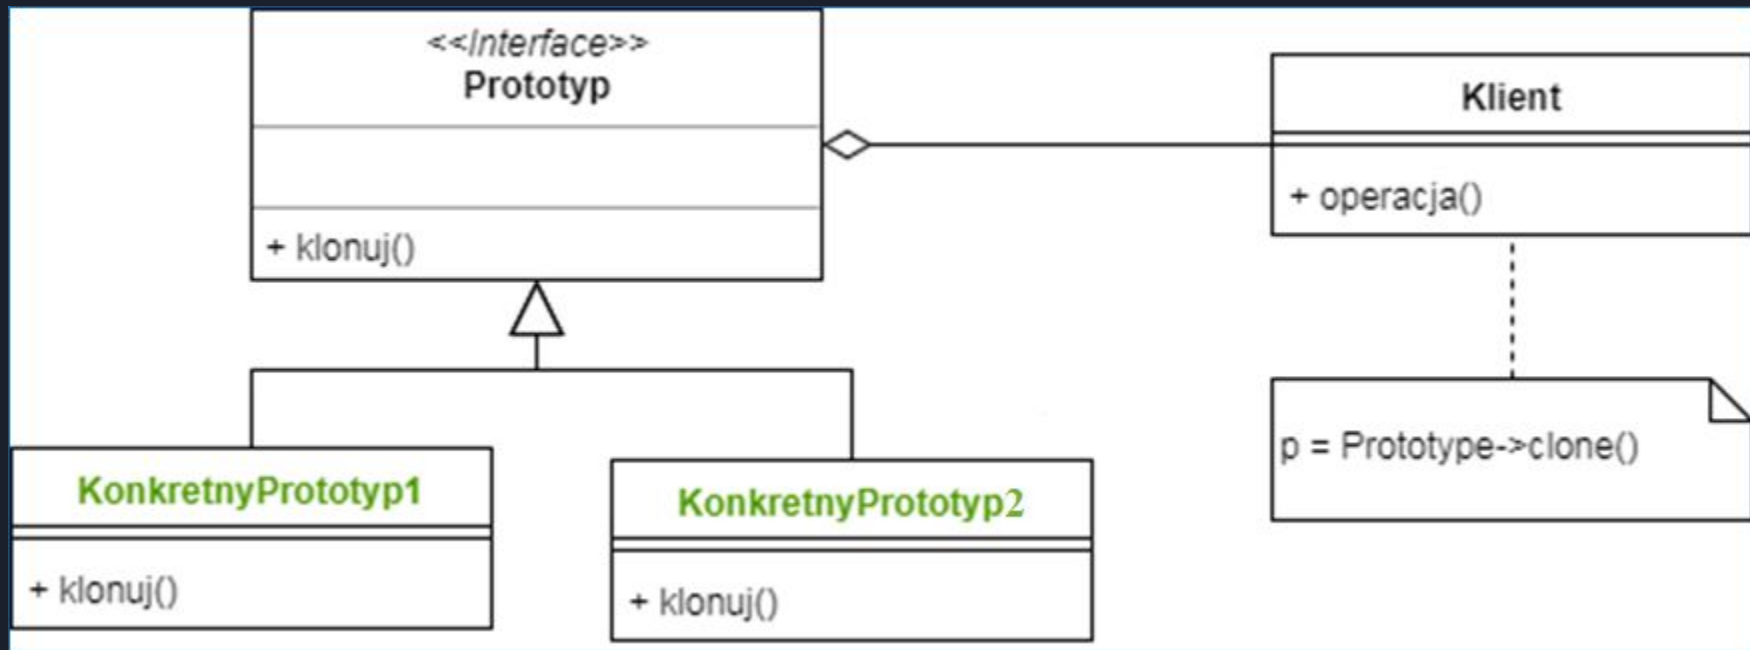 <<Interface>>
Prototyp
+ klonuj()
Klient
+ operacja()
p = Prototype->clone()
KonkretnyPrototyp1
+ klonuj()
KonkretnyPrototyp2
+ klonuj()